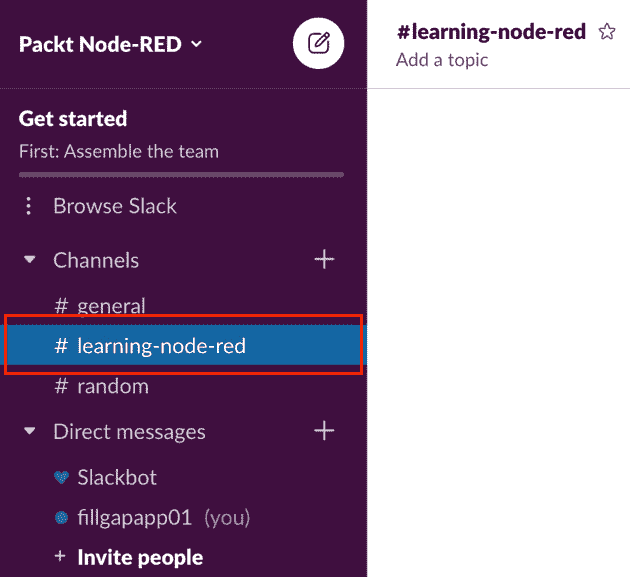 Packt Node-RED
#learning-node-red
Add a topic
Get started
First: Assemble the team
Browse Slack
Channels
# general
# learning-node-red
# random
Direct messages
Slackbot
fillgapapp01 (you)
+ Invite people